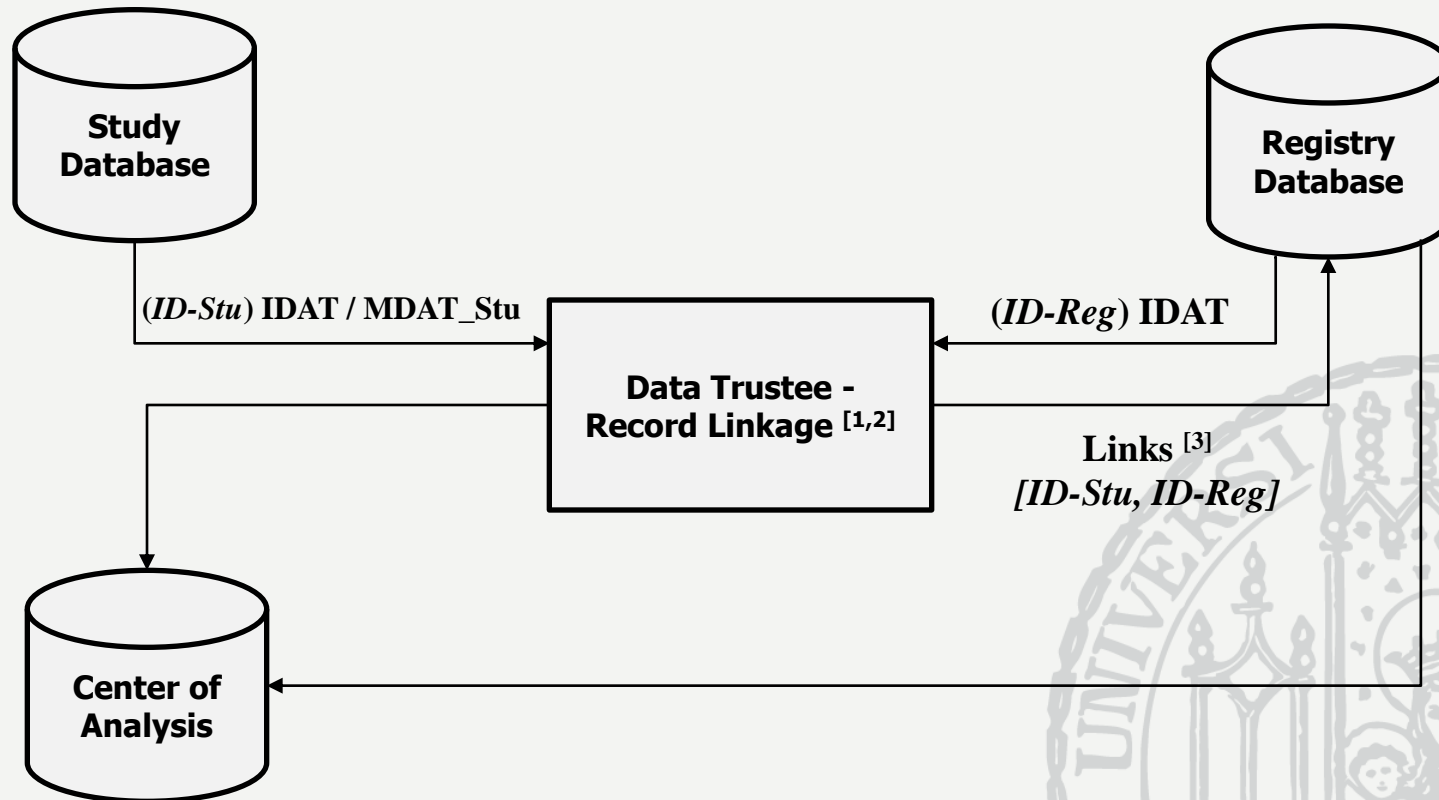 Study
Database
Registry
Database
(ID-Stu) IDAT / MDAT_Stu
(ID-Reg) IDAT
Data Trustee -
Record Linkage [1,2]
Links [3]
[ID-Stu, ID-Reg]
Center of
Analysis
UNIVERSI